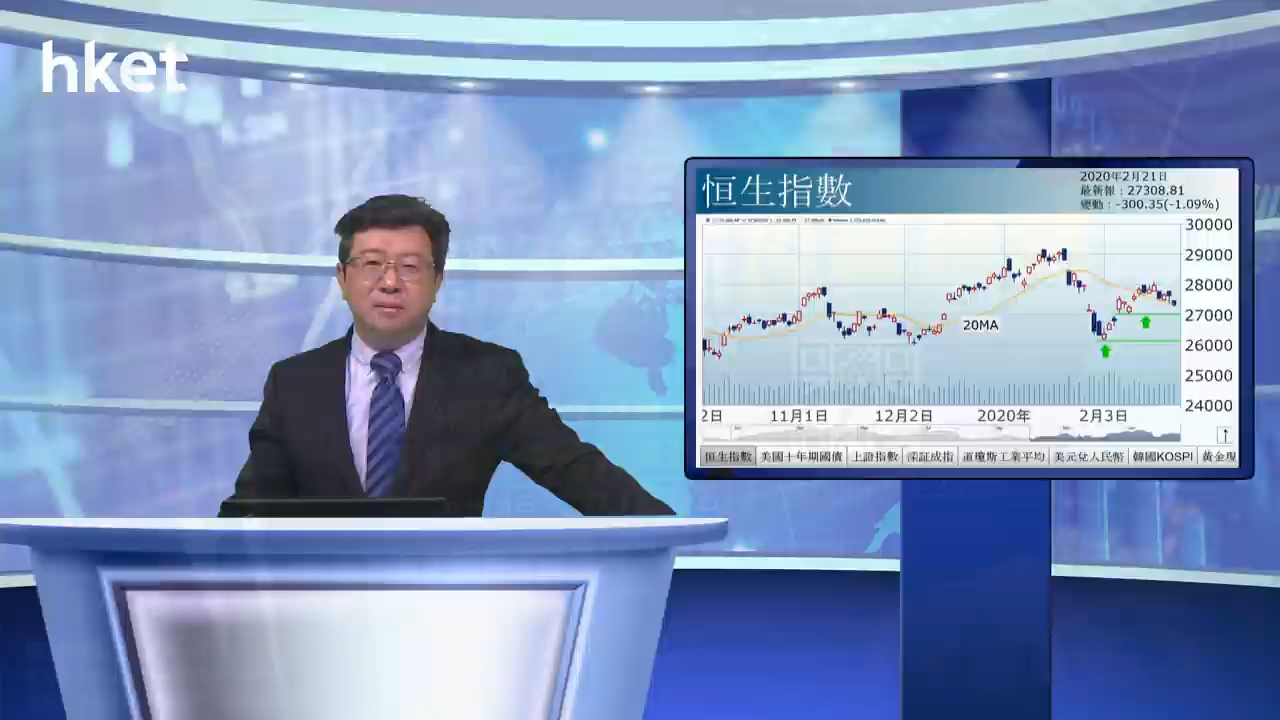 hket
恒生指數
2020年2月21日
最新報：27308.81
變動：-300.35(-1.09%)
30000
29000
28000
27000
26000
25000
24000
20MA
2日
11月1日
12月2日
2020年
2月3日
恒生指數
美國十年期國債
上證指數
深証成指
道瓊斯工業平均
美元兌人民幣
韓國KOSPI
黃金現